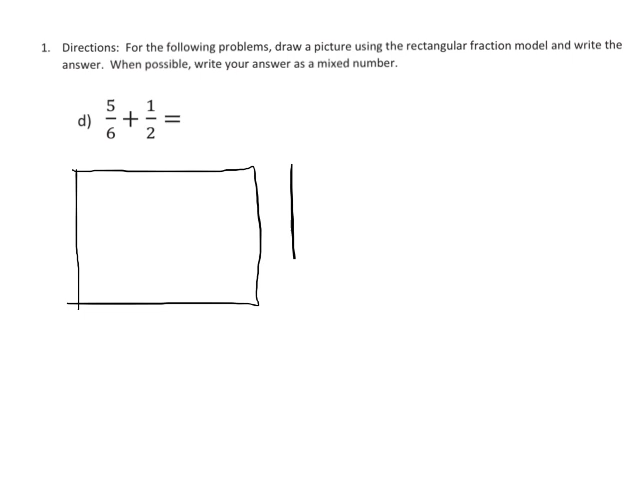 1. Directions: For the following problems, draw a picture using the rectangular fraction model and write the
answer. When possible, write your answer as a mixed number.
d) 5/6 + 1/2 =